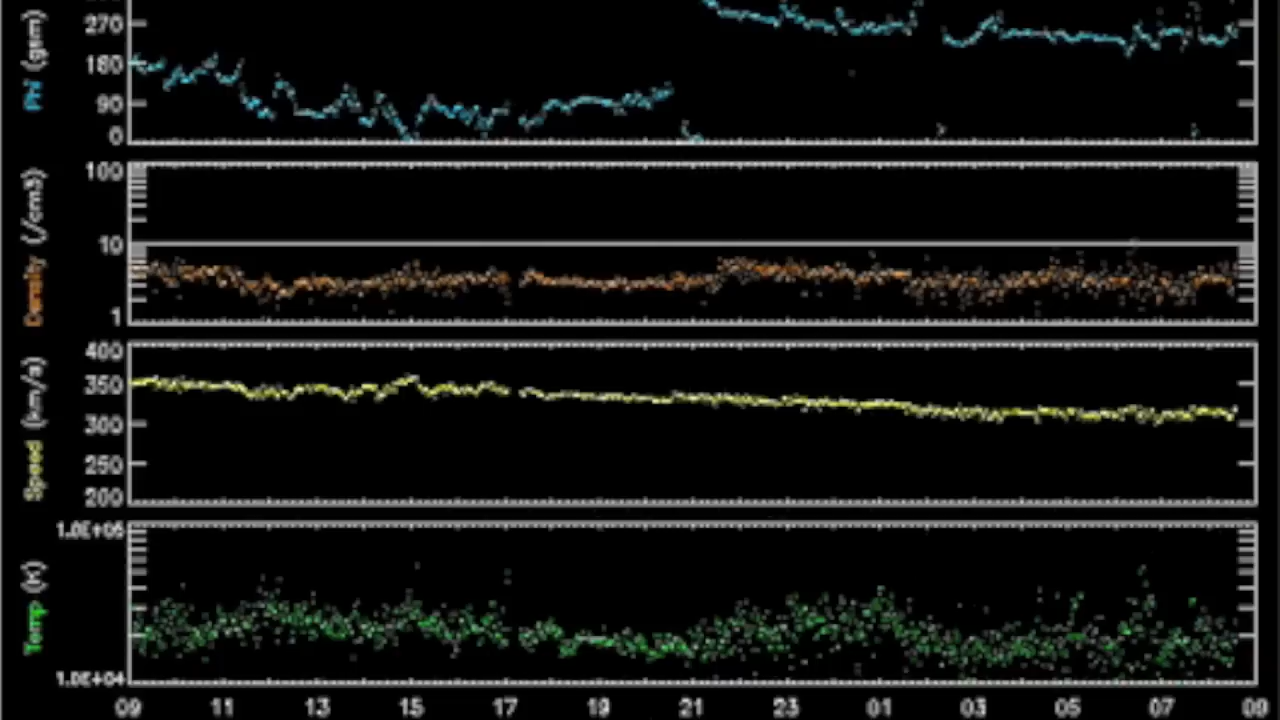 Phi (gsm)
270
180
90
0
Density (/cm3)
100
10
1
Speed (km/s)
400
350
300
250
200
Temp (K)
1.0E+05
1.0E+04
09 11 13 15 17 19 21 23 01 03 05 07 09